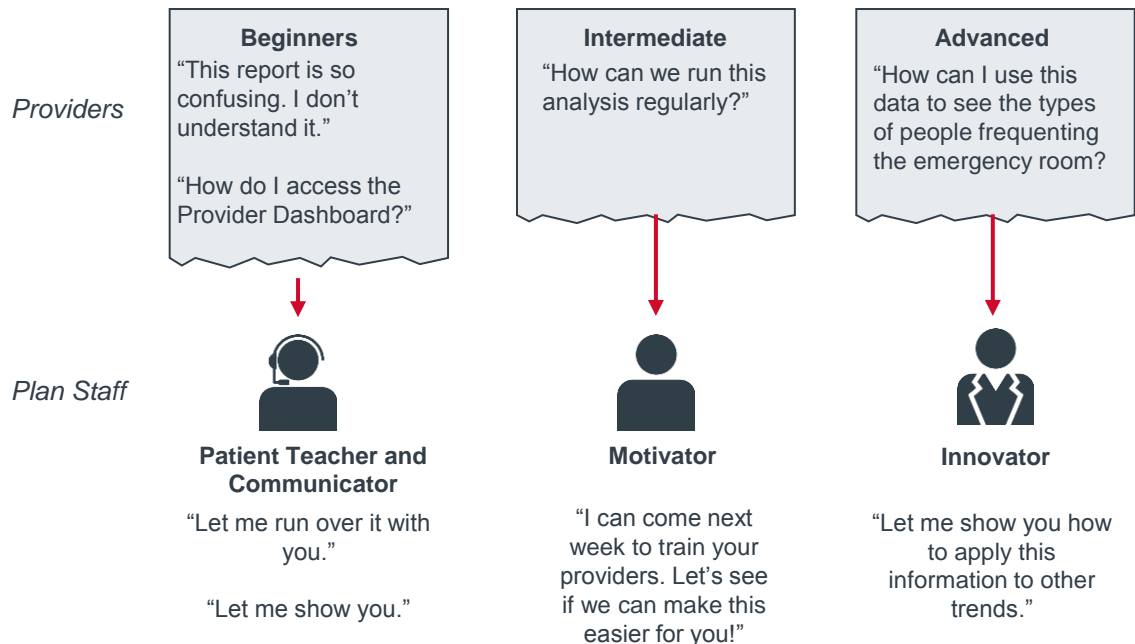 Providers
Beginners
“This report is so
confusing. I don’t
understand it.”
“How do I access the
Provider Dashboard?”
Intermediate
“How can we run this
analysis regularly?”
Advanced
“How can I use this
data to see the types
of people frequenting
the emergency room?
Plan Staff
Patient Teacher and
Communicator
“Let me run over it with
you.”
“Let me show you.”
Motivator
“I can come next
week to train your
providers. Let’s see
if we can make this
easier for you!”
Innovator
“Let me show you how
to apply this
information to other
trends.”